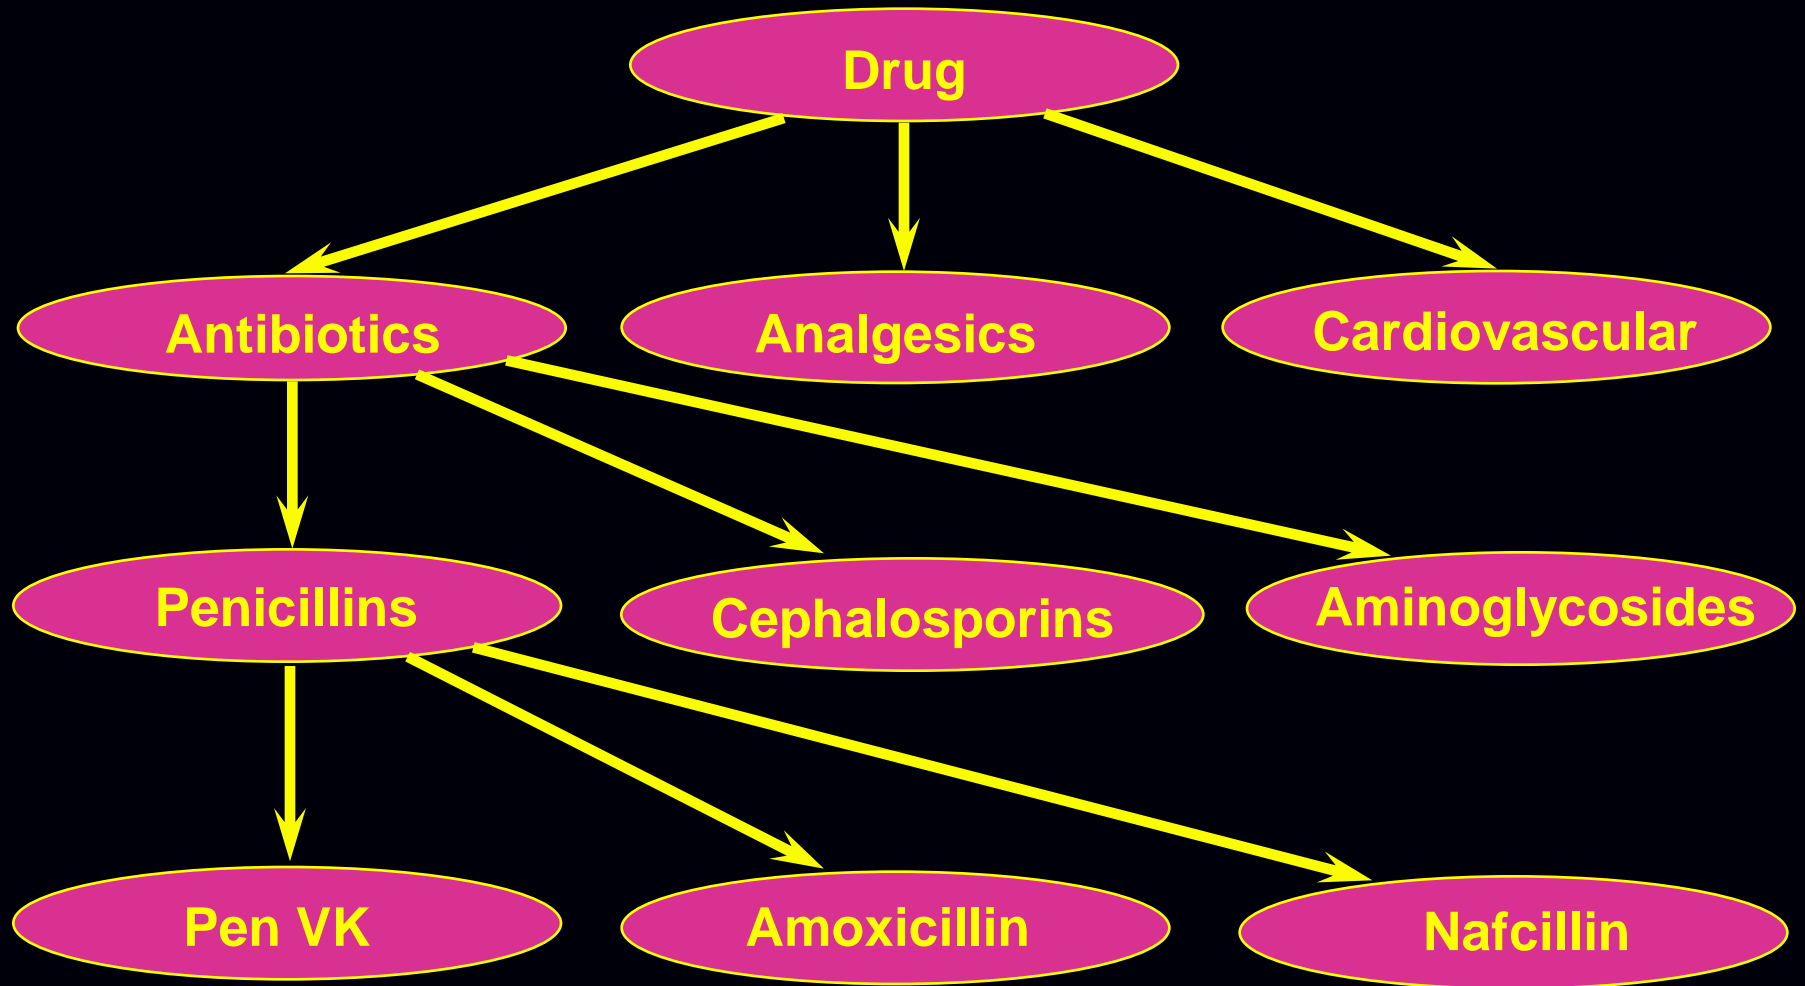 Drug
Antibiotics
Analgesics
Cardiovascular
Penicillins
Cephalosporins
Aminoglycosides
Pen VK
Amoxicillin
Nafcillin